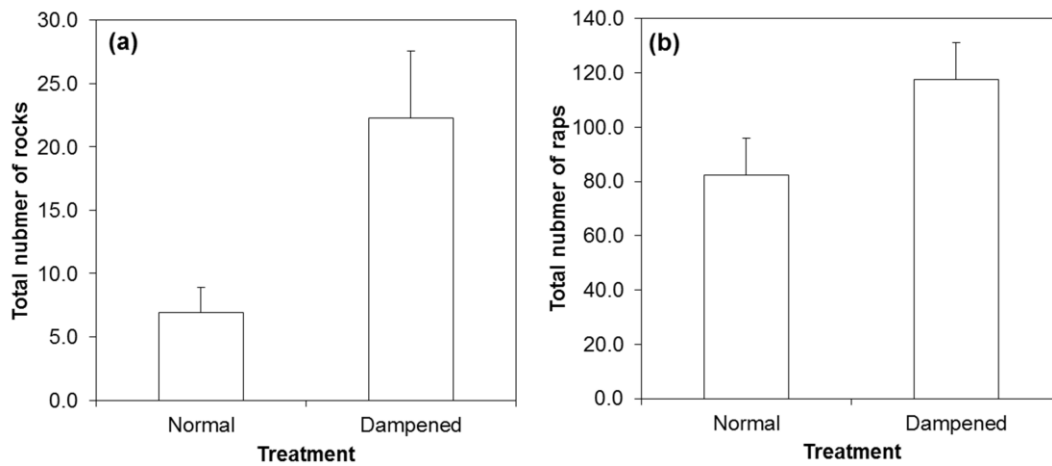 (a)
Total nubmer of rocks
30.0
25.0
20.0
15.0
10.0
5.0
0.0
Normal
Dampened
Treatment
(b)
Total nubmer of raps
140.0
120.0
100.0
80.0
60.0
40.0
20.0
0.0
Normal
Dampened
Treatment